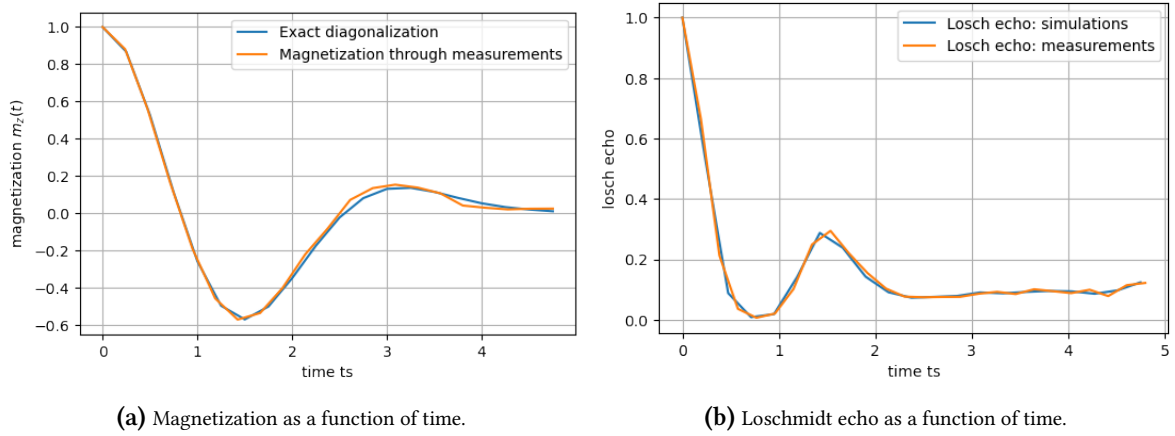 1.0
0.8
0.6
0.4
0.2
0.0
−0.2
−0.4
−0.6
magnetization m_z(t)
Exact diagonalization
Magnetization through measurements
0 1 2 3 4
time ts
(a) Magnetization as a function of time.
1.0
0.8
0.6
0.4
0.2
0.0
losch echo
Losch echo: simulations
Losch echo: measurements
0 1 2 3 4 5
time ts
(b) Loschmidt echo as a function of time.